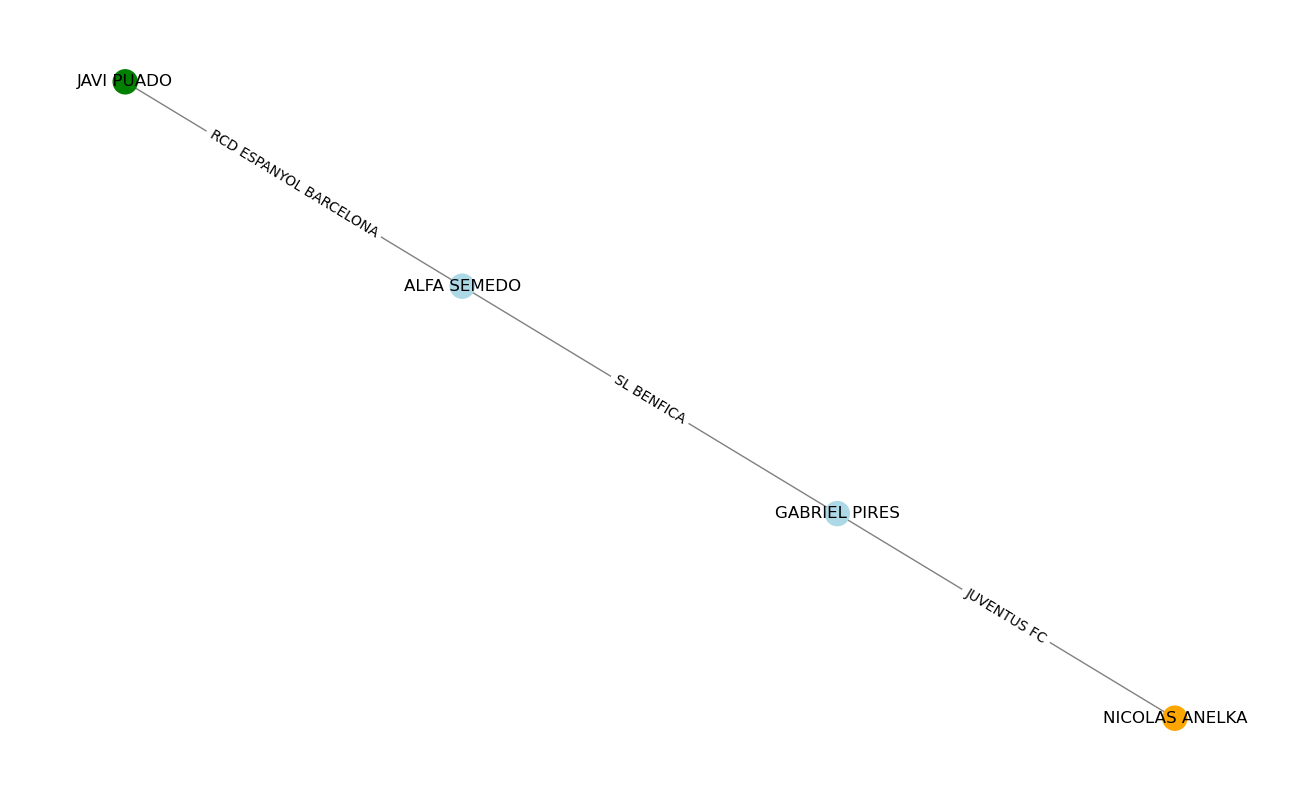 JAVI PUADO
RCD ESPANYOL BARCELONA
ALFA SEMEDO
SL BENFICA
GABRIEL PIRES
JUVENTUS FC
NICOLAS ANELKA